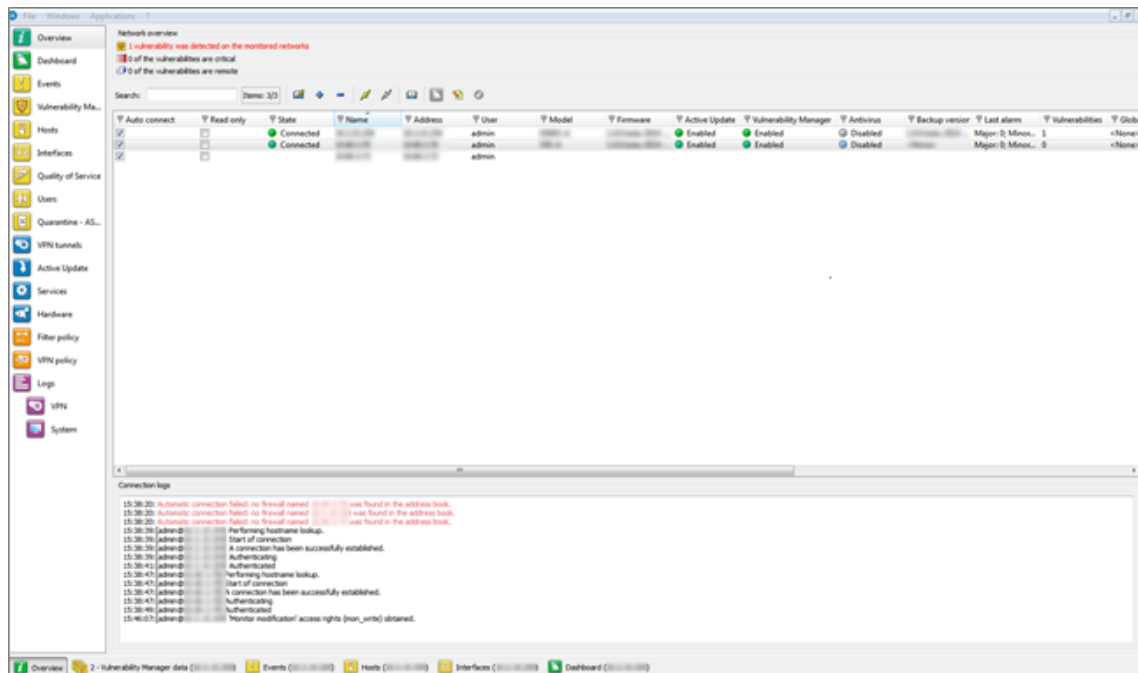 File Windows Applications ?
Overview
Dashboard
Events
Vulnerability Ma...
Hosts
Interfaces
Quality of Service
Users
Quarantine - AS...
VPN tunnels
Active Update
Services
Hardware
Filter policy
VPN policy
Logs
VPN
System
Network overview
1 vulnerability was detected on the monitored networks
0 of the vulnerabilities are critical
0 of the vulnerabilities are remote
Search: Items: 3/3
Auto connect Read only State Name Address User Model Firmware Active Update Vulnerability Manager Antivirus Backup version Last alarm Vulnerabilities Glob
Connected admin Enabled Enabled Disabled Major: 0; Minor... 1 <None>
Connected admin Enabled Enabled Disabled Major: 0; Minor... 0 <None>
admin
Connection logs
15:38:20: Automatic connection failed: no firewall named was found in the address book.
15:38:20: Automatic connection failed: no firewall named was found in the address book.
15:38:20: Automatic connection failed: no firewall named was found in the address book.
15:38:39: [admin@ Performing hostname lookup.
15:38:39: [admin@ Start of connection
15:38:39: [admin@ A connection has been successfully established.
15:38:39: [admin@ Authenticating
15:38:41: [admin@ Authenticated
15:38:47: [admin@ Performing hostname lookup.
15:38:47: [admin@ Start of connection
15:38:47: [admin@ A connection has been successfully established.
15:38:47: [admin@ Authenticating
15:38:49: [admin@ Authenticated
15:46:07: [admin@ 'Monitor modification' access rights (mon_write) obtained.
Overview 2 - Vulnerability Manager data ( Events ( Hosts ( Interfaces ( Dashboard (